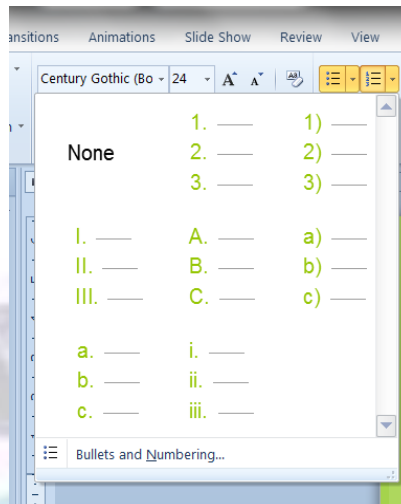 ansitions Animations Slide Show Review View
Century Gothic (Bo 24 A A AB
None
1.
2.
3.
1)
2)
3)
I.
II.
III.
A.
B.
C.
a)
b)
c)
a.
b.
c.
i.
ii.
iii.
Bullets and Numbering...